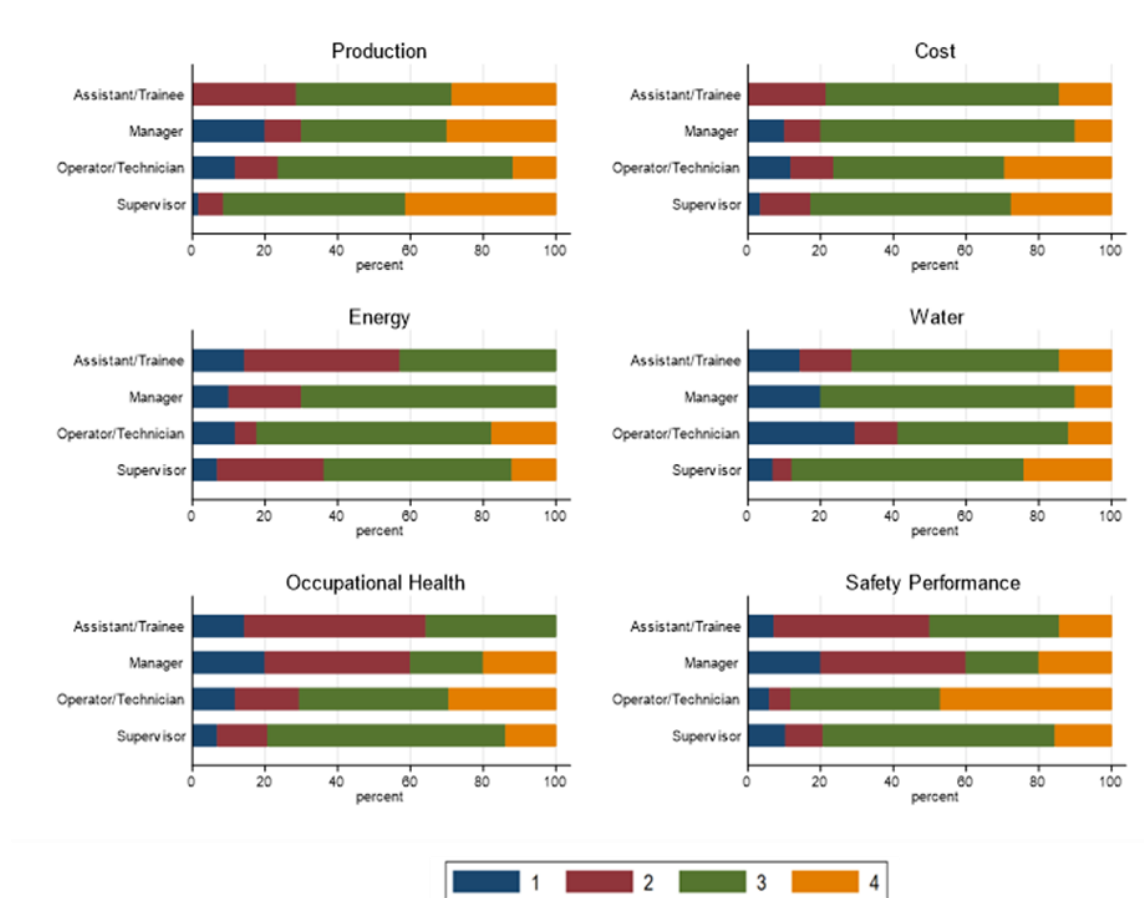 Production
Assistant/Trainee
Manager
Operator/Technician
Supervisor
0 20 40 60 80 100
percent
Cost
Assistant/Trainee
Manager
Operator/Technician
Supervisor
0 20 40 60 80 100
percent
Energy
Assistant/Trainee
Manager
Operator/Technician
Supervisor
0 20 40 60 80 100
percent
Water
Assistant/Trainee
Manager
Operator/Technician
Supervisor
0 20 40 60 80 100
percent
Occupational Health
Assistant/Trainee
Manager
Operator/Technician
Supervisor
0 20 40 60 80 100
percent
Safety Performance
Assistant/Trainee
Manager
Operator/Technician
Supervisor
0 20 40 60 80 100
percent
1 2 3 4